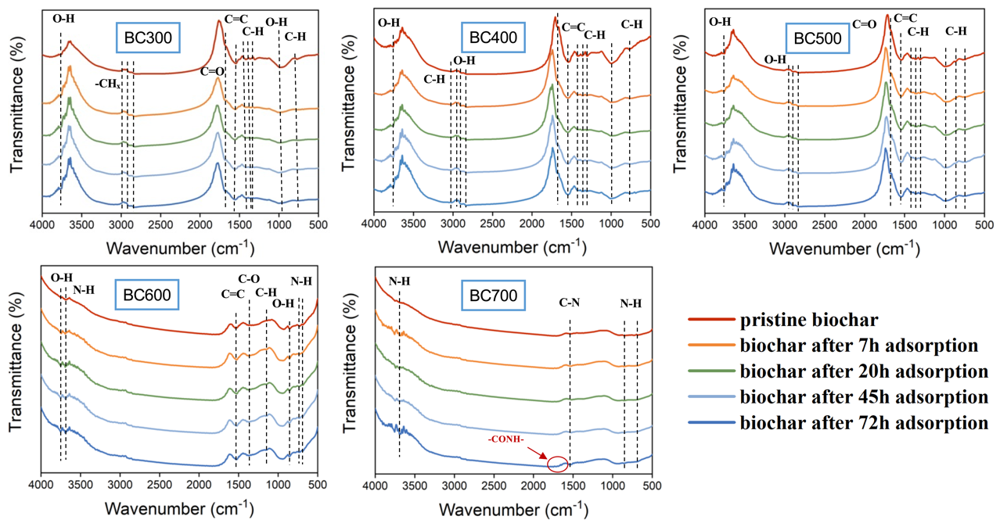 O-H
C=C
O-H
C-H
C-H
BC300
-CHx
C=O
Transmittance (%)
4000 3500 3000 2500 2000 1500 1000 500
Wavenumber (cm-1)
O-H
C=C
C-H
C-H
BC400
O-H
C-H
Transmittance (%)
4000 3500 3000 2500 2000 1500 1000 500
Wavenumber (cm-1)
O-H
C=O
C=C
C-H
C-H
BC500
O-H
Transmittance (%)
4000 3500 3000 2500 2000 1500 1000 500
Wavenumber (cm-1)
O-H
N-H
BC600
C-O
C=C
C-H
O-H
N-H
Transmittance (%)
4000 3500 3000 2500 2000 1500 1000 500
Wavenumber (cm-1)
N-H
BC700
C-N
N-H
-CONH-
Transmittance (%)
4000 3500 3000 2500 2000 1500 1000 500
Wavenumber (cm-1)
pristine biochar
biochar after 7h adsorption
biochar after 20h adsorption
biochar after 45h adsorption
biochar after 72h adsorption